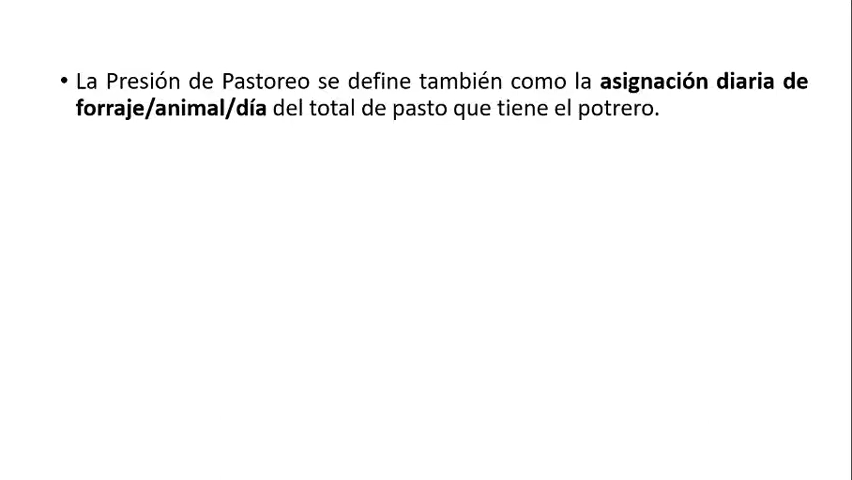 • La Presión de Pastoreo se define también como la asignación diaria de
forraje/animal/día del total de pasto que tiene el potrero.